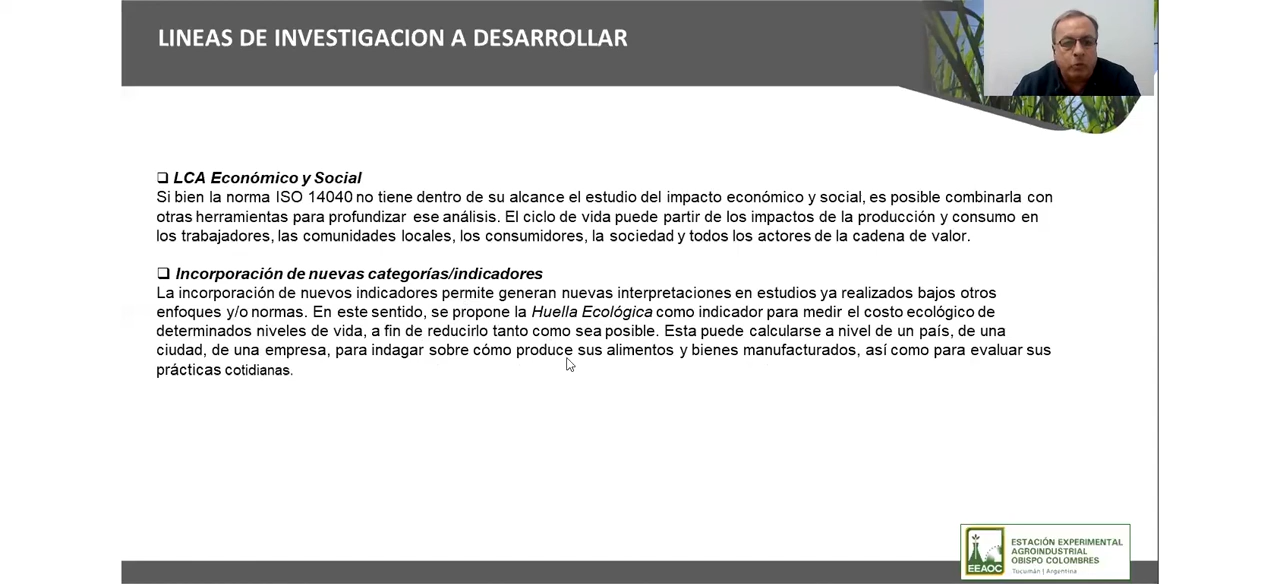 LINEAS DE INVESTIGACION A DESARROLLAR
❑ LCA Económico y Social
Si bien la norma ISO 14040 no tiene dentro de su alcance el estudio del impacto económico y social, es posible combinarla con
otras herramientas para profundizar ese análisis. El ciclo de vida puede partir de los impactos de la producción y consumo en
los trabajadores, las comunidades locales, los consumidores, la sociedad y todos los actores de la cadena de valor.
❑ Incorporación de nuevas categorías/indicadores
La incorporación de nuevos indicadores permite generan nuevas interpretaciones en estudios ya realizados bajos otros
enfoques y/o normas. En este sentido, se propone la Huella Ecológica como indicador para medir el costo ecológico de
determinados niveles de vida, a fin de reducirlo tanto como sea posible. Esta puede calcularse a nivel de un país, de una
ciudad, de una empresa, para indagar sobre cómo produce sus alimentos y bienes manufacturados, así como para evaluar sus
prácticas cotidianas.
EEAOC
ESTACIÓN EXPERIMENTAL
AGROINDUSTRIAL
OBISPO COLOMBRES
Tucumán | Argentina